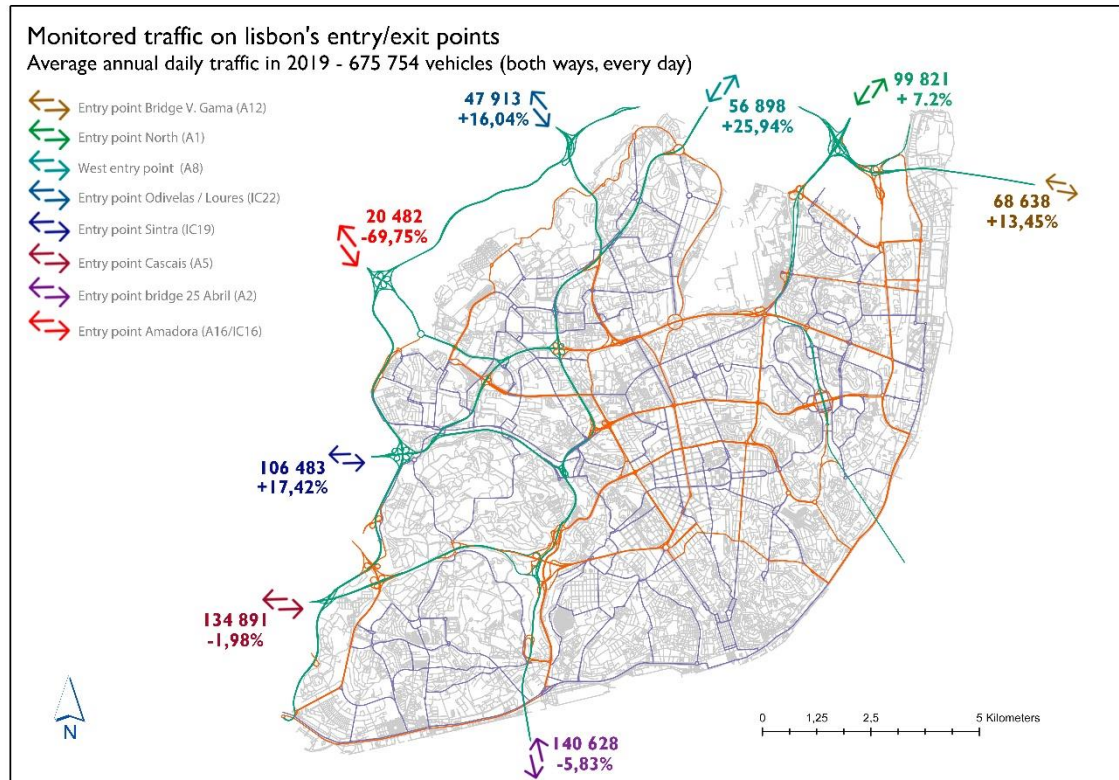 Monitored traffic on lisbon's entry/exit points
Average annual daily traffic in 2019 - 675 754 vehicles (both ways, every day)
Entry point Bridge V. Gama (A12)
Entry point North (A1)
West entry point (A8)
Entry point Odivelas / Loures (IC22)
Entry point Sintra (IC19)
Entry point Cascais (A5)
Entry point bridge 25 Abril (A2)
Entry point Amadora (A16/IC16)
47 913
+16,04%
56 898
+25,94%
99 821
+ 7,2%
68 638
+13,45%
20 482
-69,75%
106 483
+17,42%
134 891
-1,98%
140 628
-5,83%
N
0 1,25 2,5 5 Kilometers